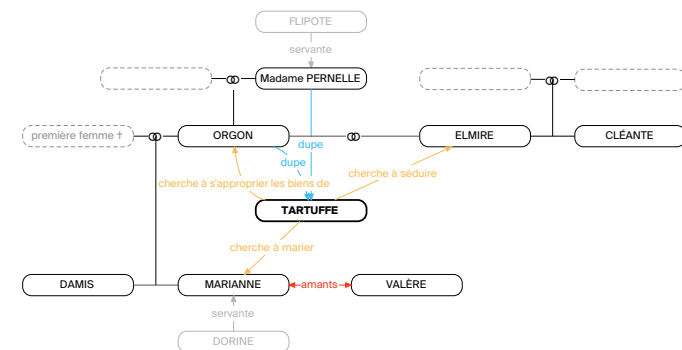 FLIPOTE
servante
Madame PERNELLE
première femme ✝
ORGON
ELMIRE
CLÉANTE
dupe
dupe
cherche à séduire
cherche à s'approprier les biens de
TARTUFFE
cherche à marier
DAMIS
MARIANNE
amants
VALÈRE
servante
DORINE